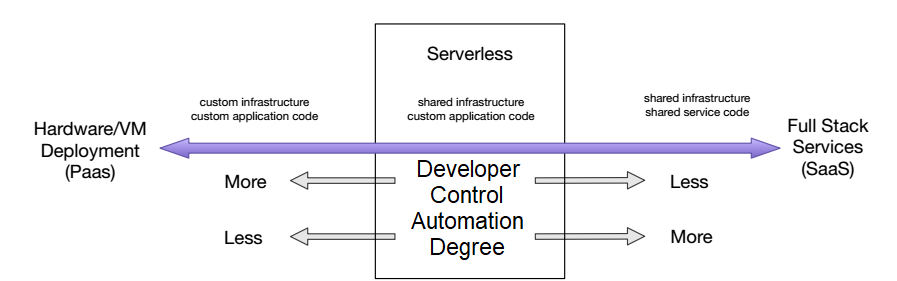 Serverless
custom infrastructure
custom application code
shared infrastructure
custom application code
shared infrastructure
shared service code
Hardware/VM
Deployment
(Paas)
Full Stack
Services
(SaaS)
More
Developer
Control
Less
Less
Automation
Degree
More